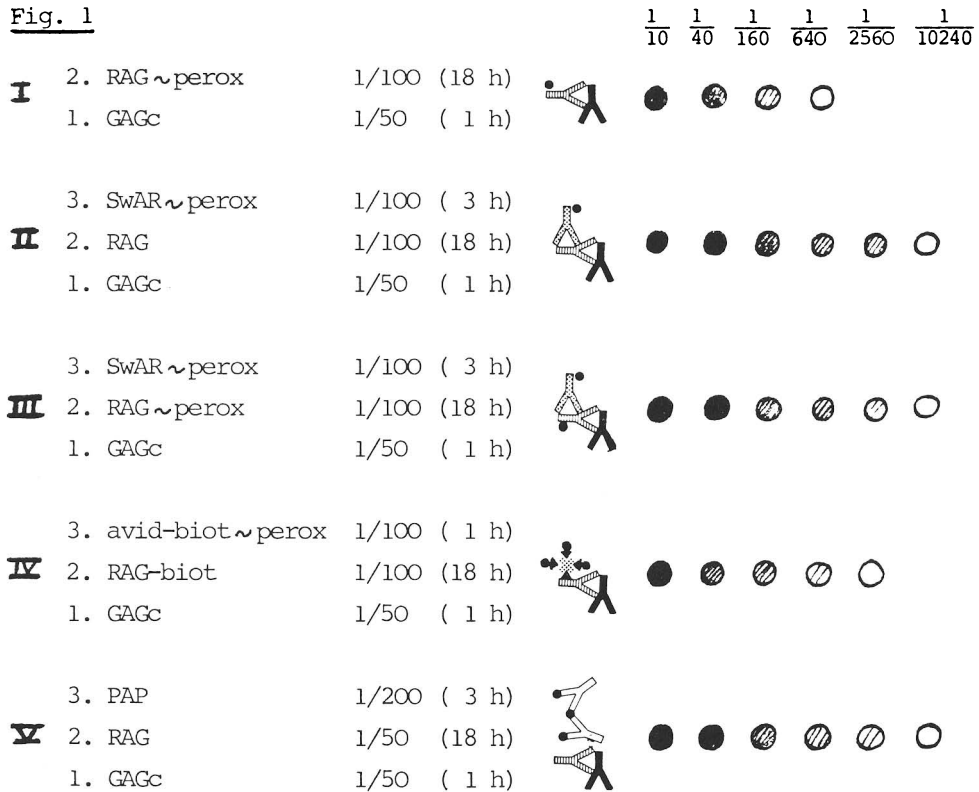 Fig. 1
1/10 1/40 1/160 1/640 1/2560 1/10240
I
2. RAG~perox 1/100 (18 h)
1. GAGc 1/50 ( 1 h)
II
3. SwAR~perox 1/100 ( 3 h)
2. RAG 1/100 (18 h)
1. GAGc 1/50 ( 1 h)
III
3. SwAR~perox 1/100 ( 3 h)
2. RAG~perox 1/100 (18 h)
1. GAGc 1/50 ( 1 h)
IV
3. avid-biot~perox 1/100 ( 1 h)
2. RAG-biot 1/100 (18 h)
1. GAGc 1/50 ( 1 h)
V
3. PAP 1/200 ( 3 h)
2. RAG 1/50 (18 h)
1. GAGc 1/50 ( 1 h)